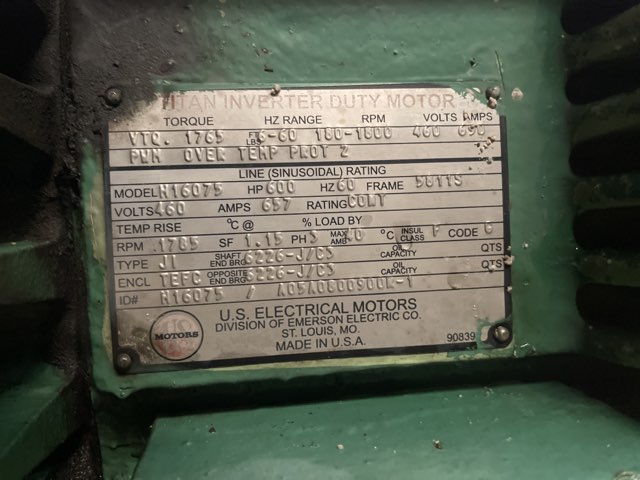 TITAN INVERTER DUTY MOTOR
TORQUE HZ RANGE RPM VOLTS AMPS
VTQ. 1765 FT LBS 6-60 180-1800 460 690
PWM OVER TEMP PROT 2
LINE (SINUSOIDAL) RATING
MODEL H16075 HP 600 HZ 60 FRAME
VOLTS 460 AMPS 657 RATING CONT
TEMP RISE °C @ % LOAD BY
RPM 1785 SF 1.15 PH 3 MAX AMB 40 °C INSUL CLASS F CODE G
TYPE JI SHAFT END BRG 6226-J/C3 OIL CAPACITY QTS
ENCL TEFC OPPOSITE END BRG 6226-J/C3 OIL CAPACITY QTS
ID# H16075 /
U.S. ELECTRICAL MOTORS
DIVISION OF EMERSON ELECTRIC CO.
ST. LOUIS, MO.
MADE IN U.S.A.
US
MOTORS
90839